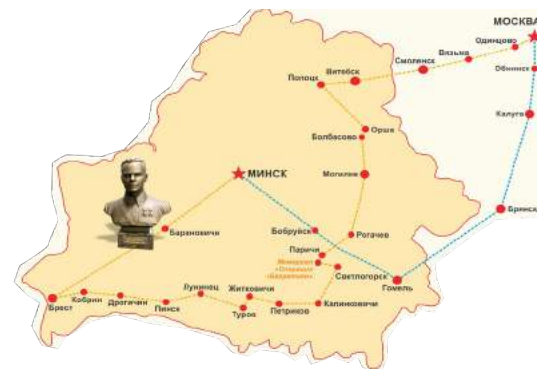 МОСКВА
Одинцово
Вязьма
Смоленск
Обнинск
Витебск
Полоцк
Калуга
Орша
Болбасово
Могилев
МИНСК
Брянск
Барановичи
Бобруйск
Рогачев
Паричи
Светлогорск
Гомель
Лунинец
Житковичи
Калинковичи
Брест
Кобрин
Дрогичин
Пинск
Туров
Петриков